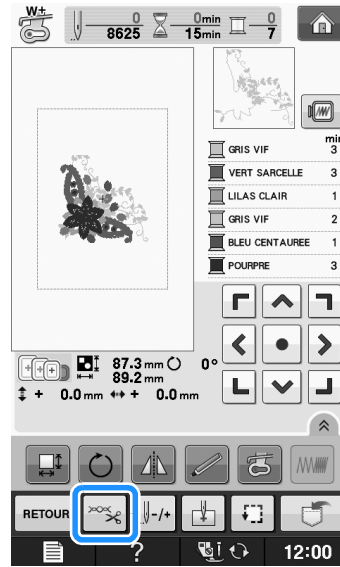 W+
0
8625
0min
15min
0
7
min
GRIS VIF 3
VERT SARCELLE 3
LILAS CLAIR 1
GRIS VIF 2
BLEU CENTAUREE 1
POURPRE 3
87.3 mm 0°
89.2 mm
+ 0.0 mm + 0.0 mm
RETOUR -/+
? 12:00